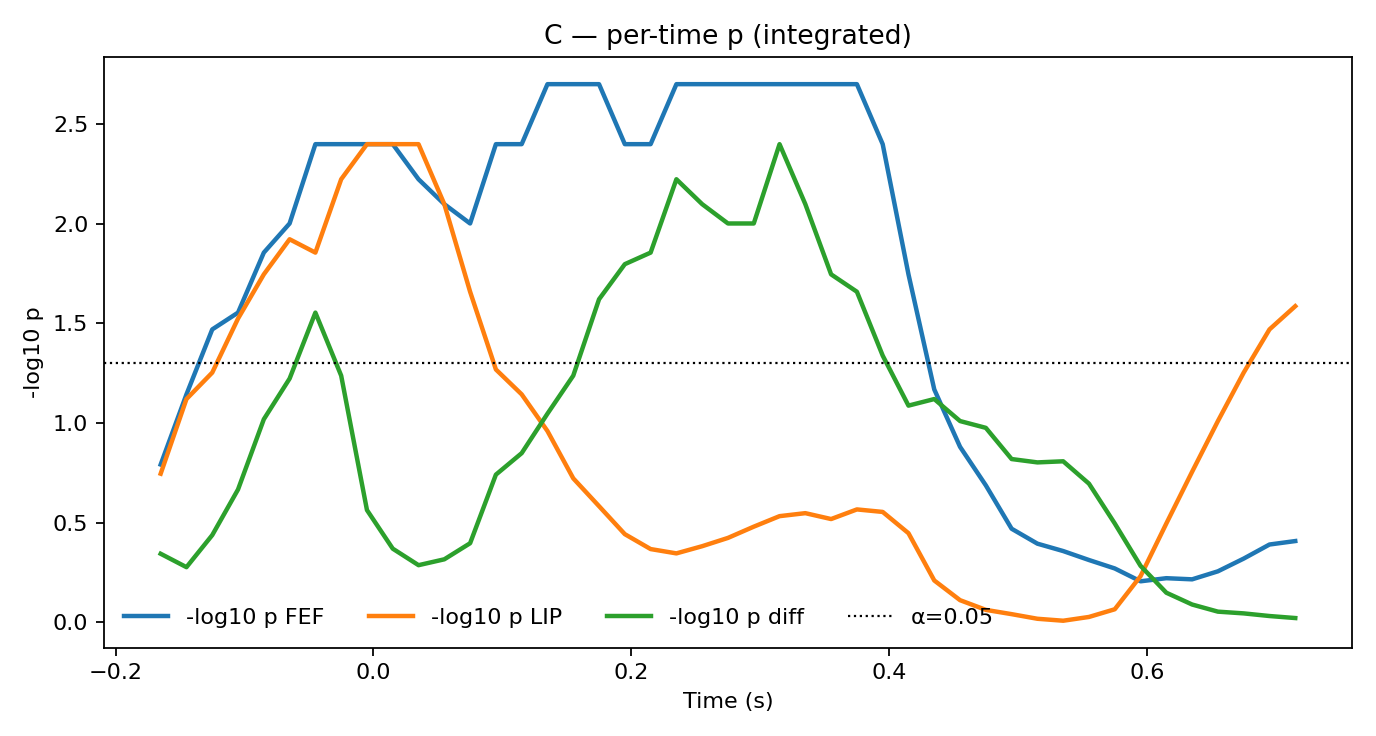 C — per-time p (integrated)
-log10 p
2.5
2.0
1.5
1.0
0.5
0.0
-log10 p FEF -log10 p LIP -log10 p diff α=0.05
−0.2 0.0 0.2 0.4 0.6
Time (s)